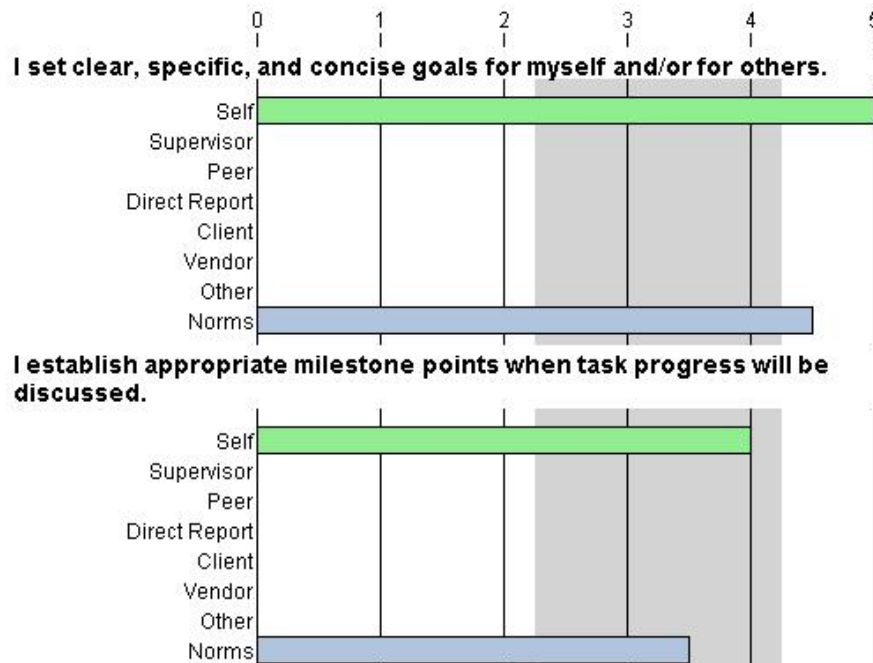 0 1 2 3 4 5
I set clear, specific, and concise goals for myself and/or for others.
Self
Supervisor
Peer
Direct Report
Client
Vendor
Other
Norms
I establish appropriate milestone points when task progress will be
discussed.
Self
Supervisor
Peer
Direct Report
Client
Vendor
Other
Norms